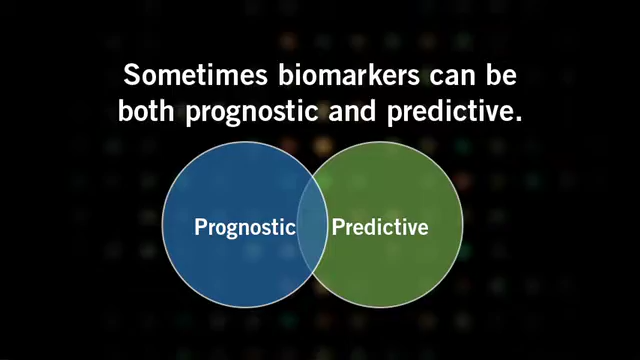 Sometimes biomarkers can be
both prognostic and predictive.
Prognostic Predictive